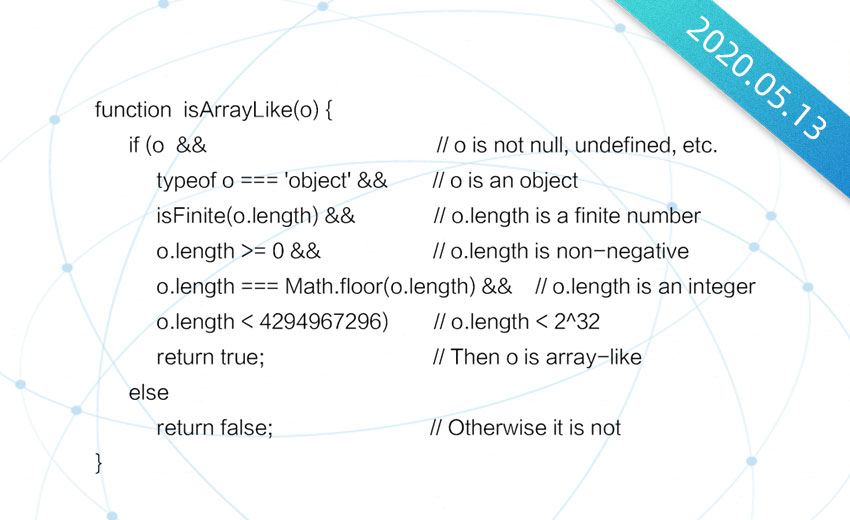 2020.05.13
function isArrayLike(o) {
if (o && // o is not null, undefined, etc.
typeof o === 'object' && // o is an object
isFinite(o.length) && // o.length is a finite number
o.length >= 0 && // o.length is non-negative
o.length === Math.floor(o.length) && // o.length is an integer
o.length < 4294967296) // o.length < 2^32
return true; // Then o is array-like
else
return false; // Otherwise it is not
}